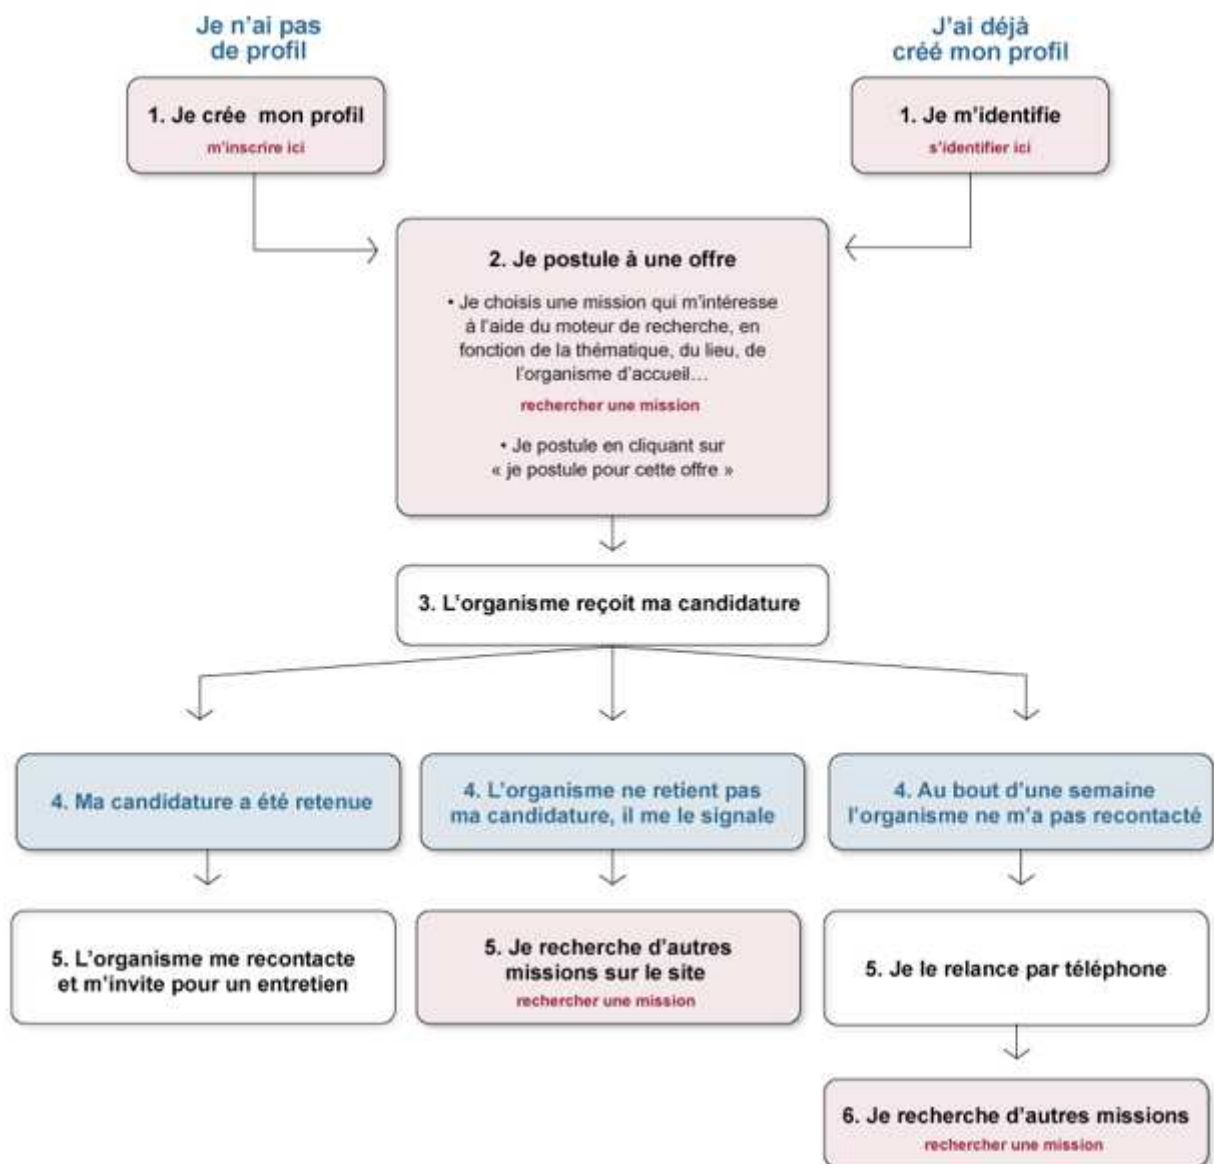 Je n'ai pas
de profil
J'ai déjà
créé mon profil
1. Je crée mon profil
m'inscrire ici
1. Je m'identifie
s'identifier ici
2. Je postule à une offre
• Je choisis une mission qui m'intéresse
à l'aide du moteur de recherche, en
fonction de la thématique, du lieu, de
l'organisme d'accueil…
rechercher une mission
• Je postule en cliquant sur
« je postule pour cette offre »
3. L'organisme reçoit ma candidature
4. Ma candidature a été retenue
4. L'organisme ne retient pas
ma candidature, il me le signale
4. Au bout d'une semaine
l'organisme ne m'a pas recontacté
5. L'organisme me recontacte
et m'invite pour un entretien
5. Je recherche d'autres
missions sur le site
rechercher une mission
5. Je le relance par téléphone
6. Je recherche d'autres missions
rechercher une mission